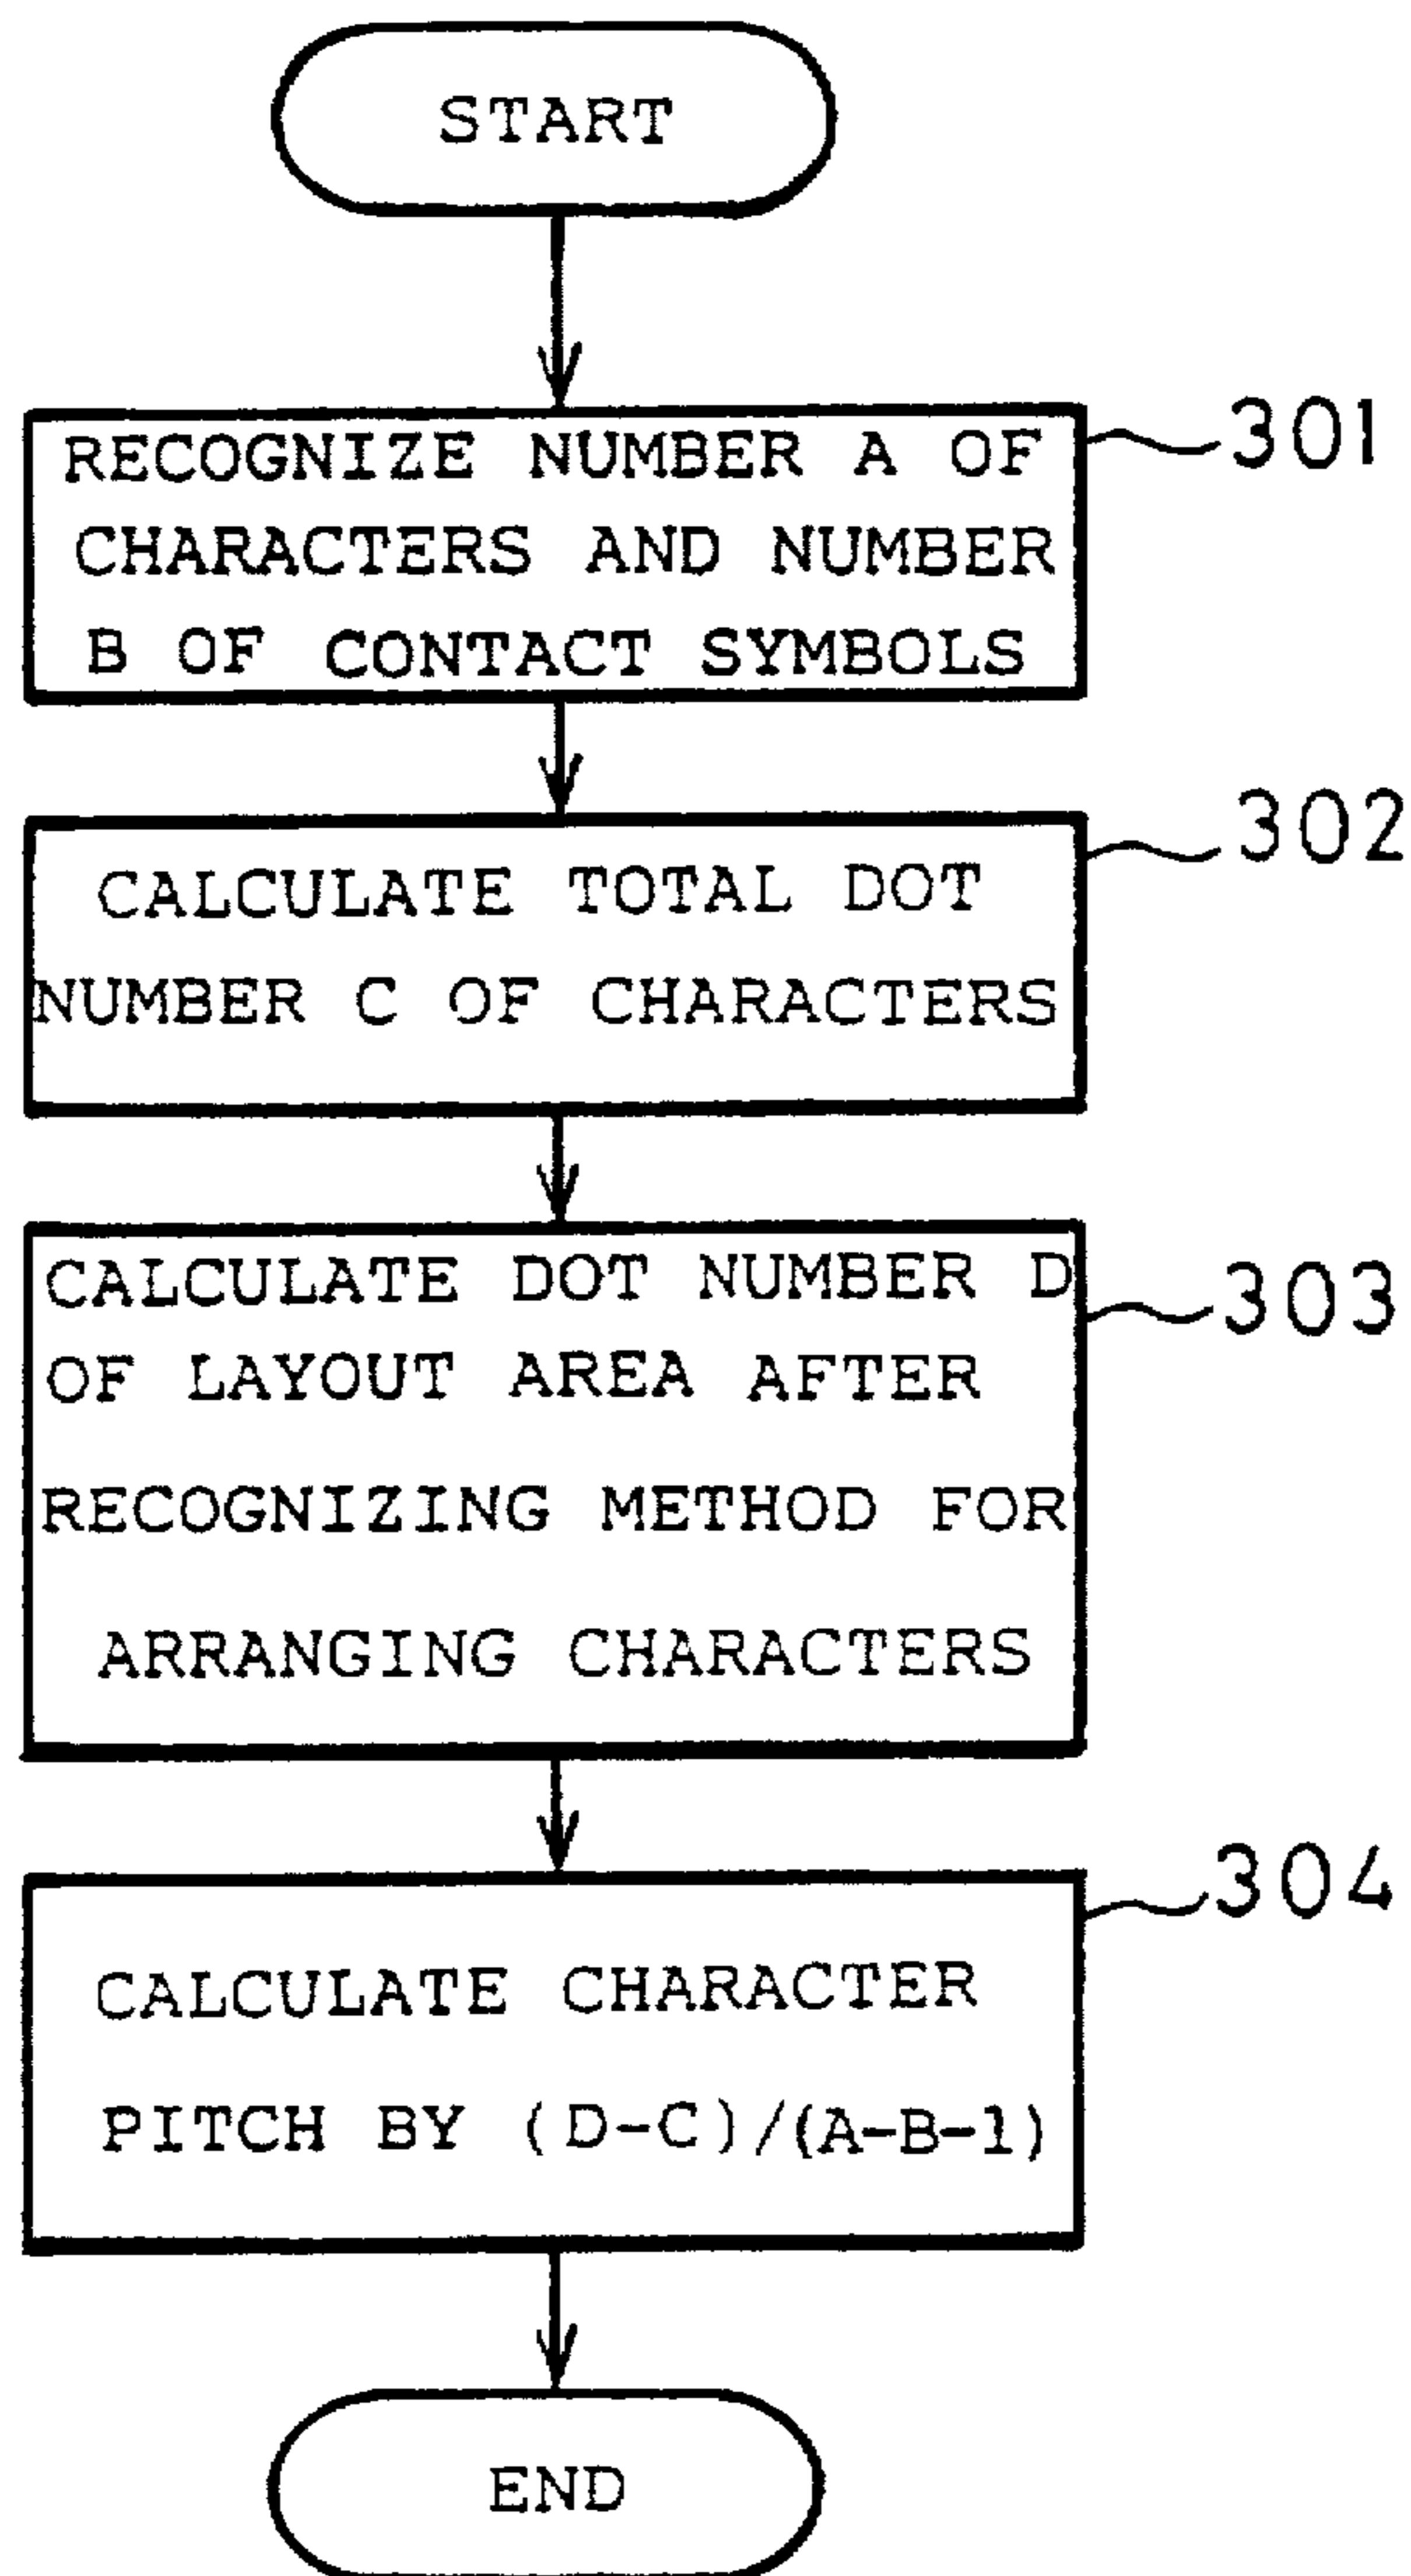 START
RECOGNIZE NUMBER A OF
CHARACTERS AND NUMBER
B OF CONTACT SYMBOLS
301
CALCULATE TOTAL DOT
NUMBER C OF CHARACTERS
302
CALCULATE DOT NUMBER D
OF LAYOUT AREA AFTER
RECOGNIZING METHOD FOR
ARRANGING CHARACTERS
303
CALCULATE CHARACTER
PITCH BY (D-C)/(A-B-1)
304
END